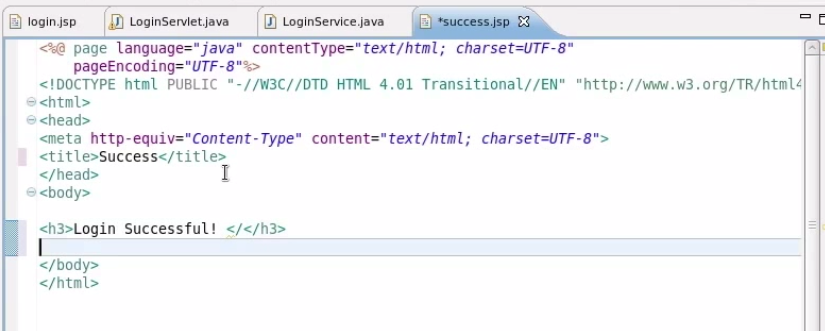 login.jsp LoginServlet.java LoginService.java *success.jsp
<%@ page language="java" contentType="text/html; charset=UTF-8"
pageEncoding="UTF-8"%>
<!DOCTYPE html PUBLIC "-//W3C//DTD HTML 4.01 Transitional//EN" "http://www.w3.org/TR/html4
<html>
<head>
<meta http-equiv="Content-Type" content="text/html; charset=UTF-8">
<title>Success</title>
</head>
<body>
<h3>Login Successful! </</h3>
</body>
</html>